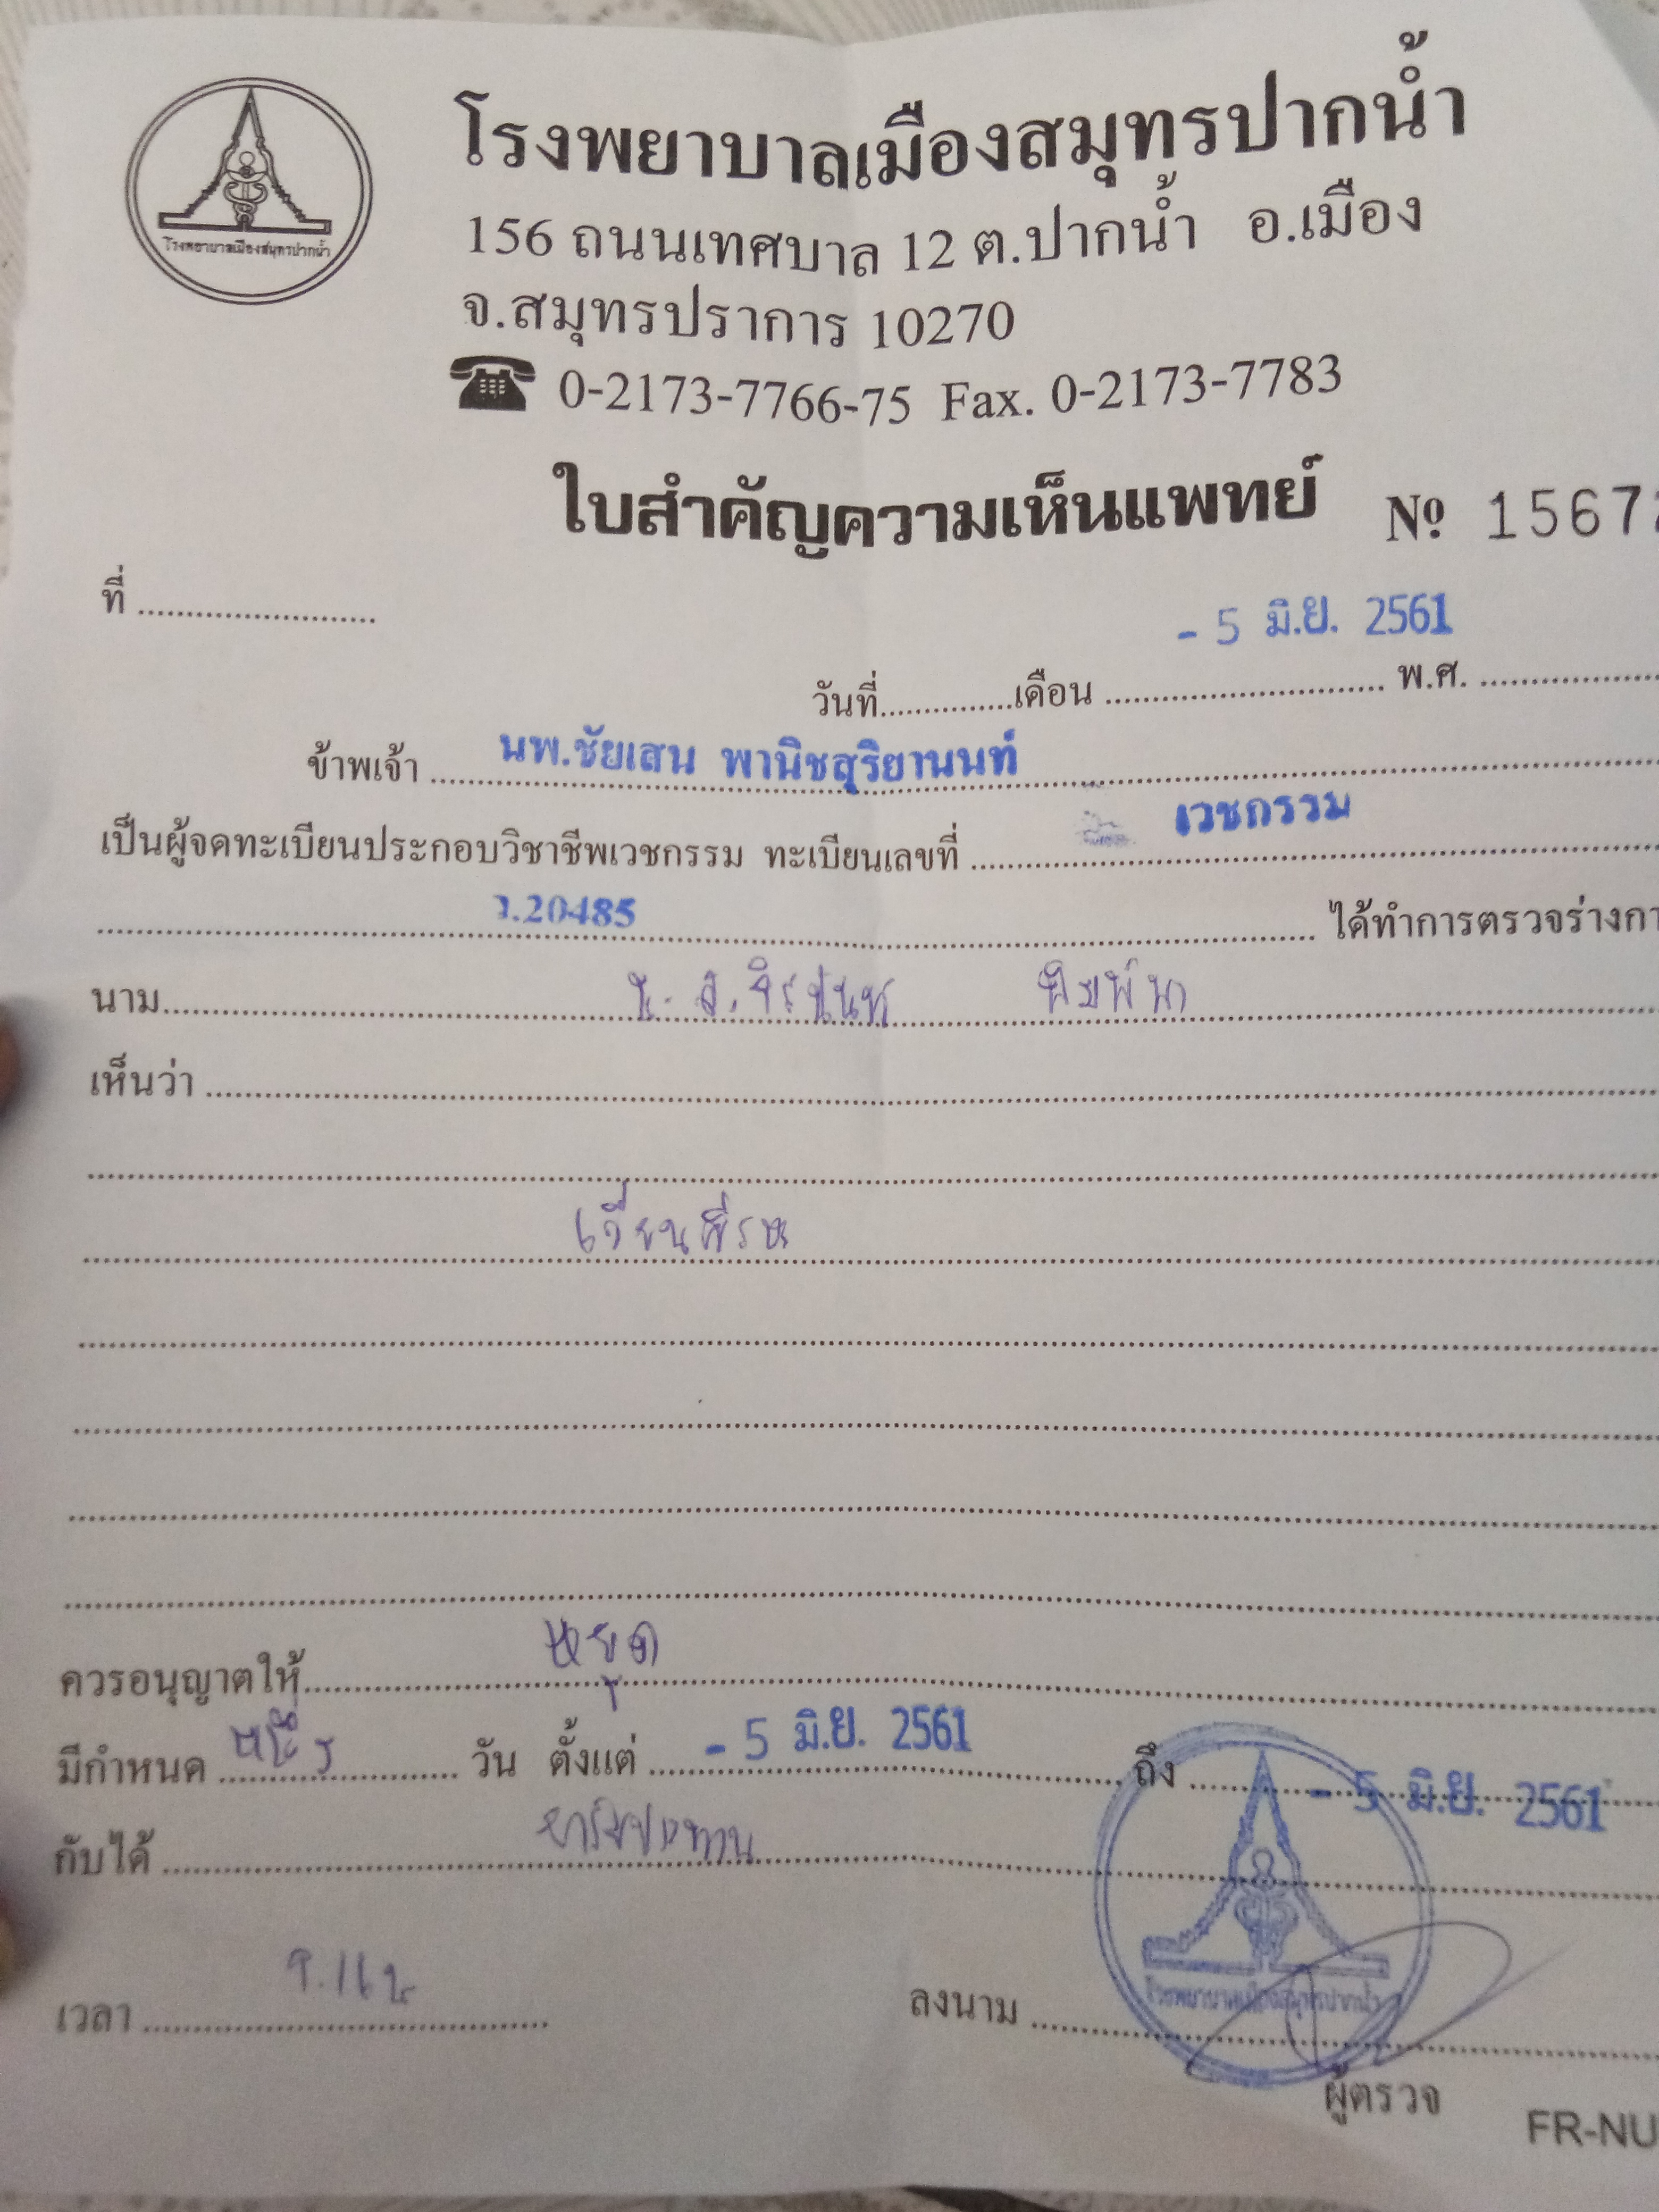 โรงพยาบาลเมืองสมุทรปากน้ำ
โรงพยาบาลเมืองสมุทรปากน้ำ
156 ถนนเทศบาล 12 ต.ปากน้ำ อ.เมือง
จ.สมุทรปราการ 10270
0-2173-7766-75 Fax. 0-2173-7783
ใบสำคัญความเห็นแพทย์ Nº 1567
ที่
- 5 มิ.ย. 2561
วันที่ เดือน พ.ศ.
ข้าพเจ้า นพ.ชัยเสน พานิชสุริยานนท์
เวชกรรม
เป็นผู้จดทะเบียนประกอบวิชาชีพเวชกรรม ทะเบียนเลขที่
ว.20485 ได้ทำการตรวจร่างกา
นาม น.ส.
เห็นว่า
เวียนศีรษะ
ควรอนุญาตให้ หยุด
มีกำหนด หนึ่ง วัน ตั้งแต่ - 5 มิ.ย. 2561 ถึง - 5 มิ.ย. 2561
กับได้ ยารับประทาน
เวลา
ลงนาม
โรงพยาบาลเมืองสมุทรปากน้ำ
ผู้ตรวจ
FR-NU